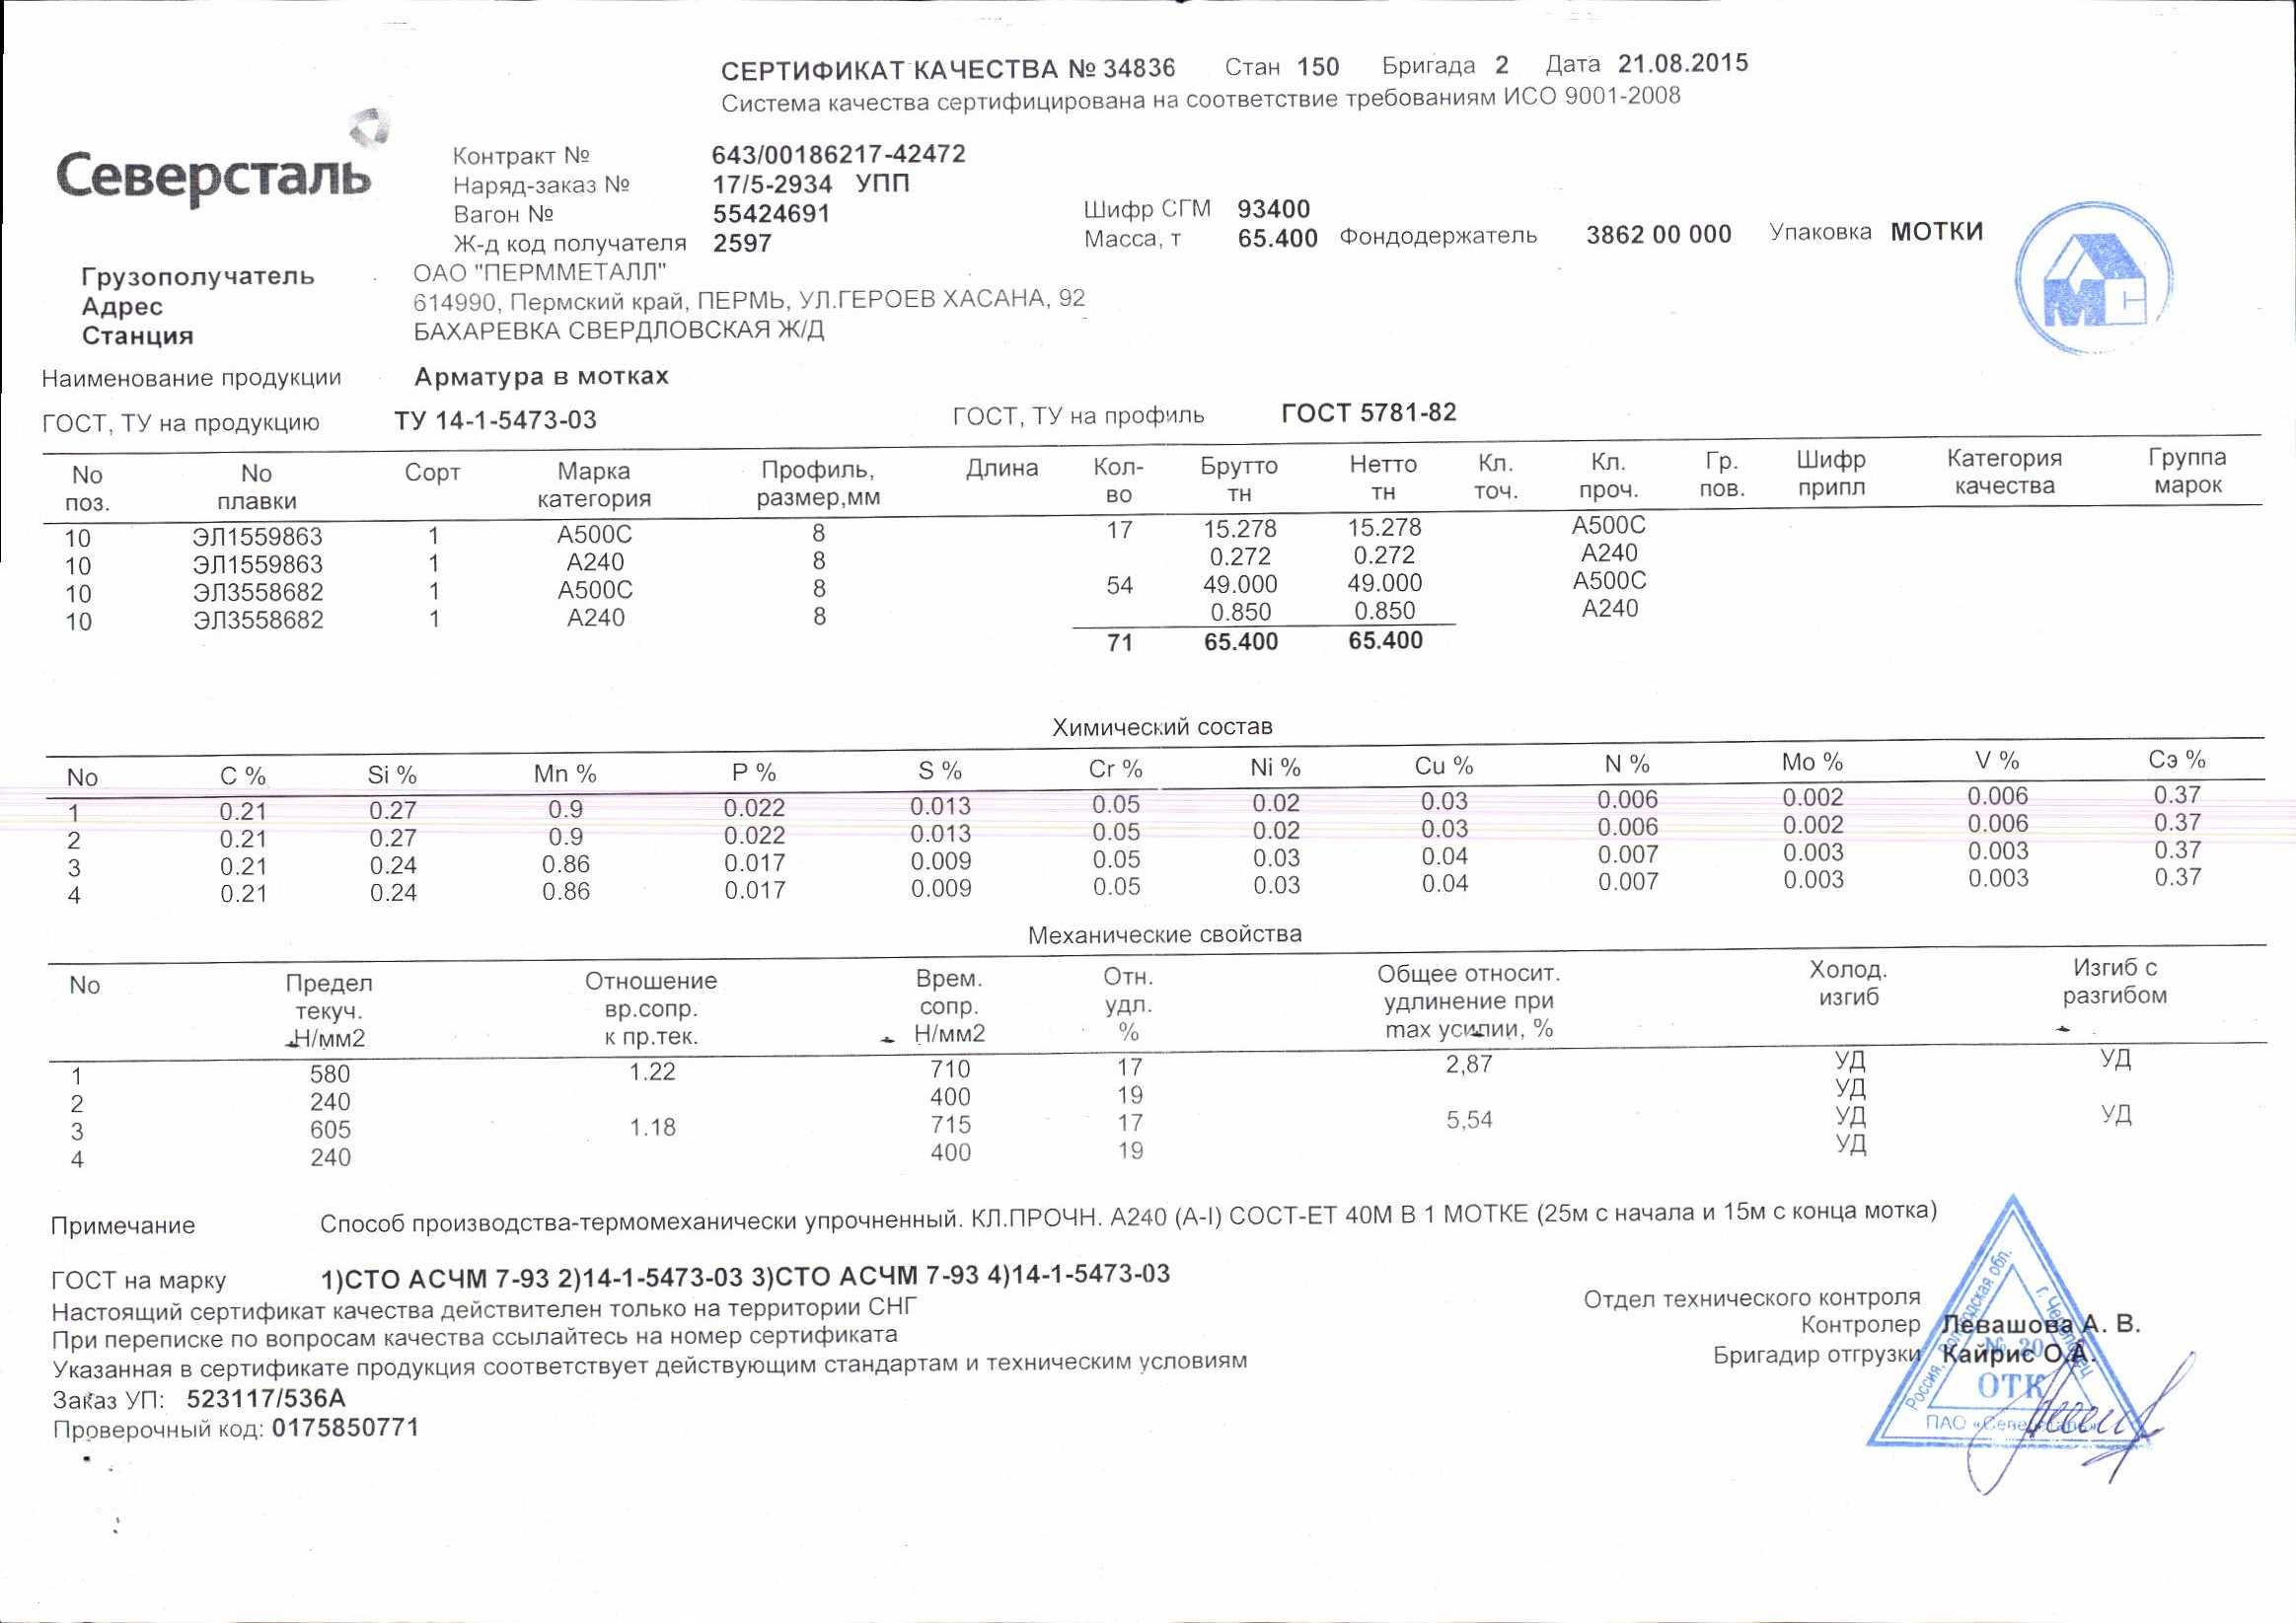 СЕРТИФИКАТ КАЧЕСТВА № 34836 Стан 150 Бригада 2 Дата 21.08.2015
Система качества сертифицирована на соответствие требованиям ИСО 9001-2008
Северсталь
Контракт № 643/00186217-42472
Наряд-заказ № 17/5-2934 УПП
Вагон № 55424691 Шифр СГМ 93400
Ж-д код получателя 2597 Масса, т 65.400 Фондодержатель 3862 00 000 Упаковка МОТКИ
Грузополучатель ОАО "ПЕРММЕТАЛЛ"
Адрес 614990, Пермский край, ПЕРМЬ, УЛ.ГЕРОЕВ ХАСАНА, 92
Станция БАХАРЕВКА СВЕРДЛОВСКАЯ Ж/Д
Наименование продукции Арматура в мотках
ГОСТ, ТУ на продукцию ТУ 14-1-5473-03 ГОСТ, ТУ на профиль ГОСТ 5781-82
No No Сорт Марка Профиль, Длина Кол- Брутто Нетто Кл. Кл. Гр. Шифр Категория Группа
поз. плавки категория размер,мм во тн тн точ. проч. пов. припл качества марок
10 ЭЛ1559863 1 А500С 8 17 15.278 15.278 А500С
10 ЭЛ1559863 1 А240 8 0.272 0.272 А240
10 ЭЛ3558682 1 А500С 8 54 49.000 49.000 А500С
10 ЭЛ3558682 1 А240 8 0.850 0.850 А240
71 65.400 65.400
Химический состав
No C % Si % Mn % P % S % Cr % Ni % Cu % N % Mo % V % Сэ %
1 0.21 0.27 0.9 0.022 0.013 0.05 0.02 0.03 0.006 0.002 0.006 0.37
2 0.21 0.27 0.9 0.022 0.013 0.05 0.02 0.03 0.006 0.002 0.006 0.37
3 0.21 0.24 0.86 0.017 0.009 0.05 0.03 0.04 0.007 0.003 0.003 0.37
4 0.21 0.24 0.86 0.017 0.009 0.05 0.03 0.04 0.007 0.003 0.003 0.37
Механические свойства
No Предел Отношение Врем. Отн. Общее относит. Холод. Изгиб с
текуч. вр.сопр. сопр. удл. удлинение при изгиб разгибом
Н/мм2 к пр.тек. Н/мм2 % max усилии, %
1 580 1.22 710 17 2,87 УД УД
2 240 400 19 УД
3 605 1.18 715 17 5,54 УД УД
4 240 400 19 УД
Примечание Способ производства-термомеханически упрочненный. КЛ.ПРОЧН. А240 (А-I) СОСТ-ЕТ 40М В 1 МОТКЕ (25м с начала и 15м с конца мотка)
ГОСТ на марку 1)СТО АСЧМ 7-93 2)14-1-5473-03 3)СТО АСЧМ 7-93 4)14-1-5473-03
Настоящий сертификат качества действителен только на территории СНГ
При переписке по вопросам качества ссылайтесь на номер сертификата
Указанная в сертификате продукция соответствует действующим стандартам и техническим условиям
Заказ УП: 523117/536А
Проверочный код: 0175850771
Отдел технического контроля
Контролер Левашова А. В.
Бригадир отгрузки Кайрис О.А.
Россия, Вологодская обл.
г. Череповец
№ 20
ОТК
ПАО «Северсталь»